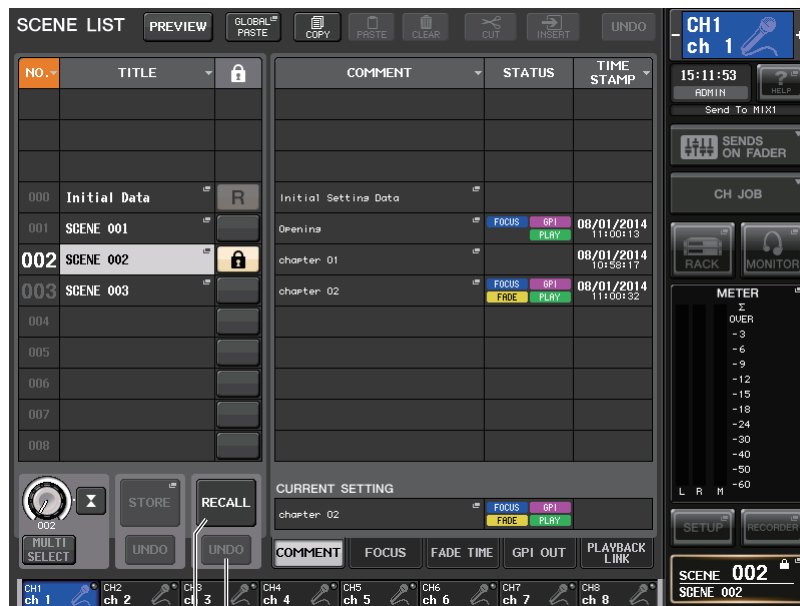 SCENE LIST PREVIEW GLOBAL PASTE COPY PASTE CLEAR CUT INSERT UNDO
NO. TITLE COMMENT STATUS TIME STAMP
000 Initial Data R Initial Setting Data
001 SCENE 001 Opening FOCUS GPI PLAY 08/01/2014 11:00:13
002 SCENE 002 chapter 01 08/01/2014 10:58:17
003 SCENE 003 chapter 02 FOCUS GPI FADE PLAY 08/01/2014 11:00:32
004
005
006
007
008
002
MULTI SELECT
STORE
UNDO
RECALL
UNDO
CURRENT SETTING
chapter 02 FOCUS GPI FADE PLAY
COMMENT FOCUS FADE TIME GPI OUT PLAYBACK LINK
CH1 ch 1 CH2 ch 2 CH3 ch 3 CH4 ch 4 CH5 ch 5 CH6 ch 6 CH7 ch 7 CH8 ch 8
- CH1 +
ch 1
15:11:53
ADMIN
? HELP
Send To MIX1
SENDS ON FADER
CH JOB
RACK MONITOR
METER
Σ
OVER
-3
-6
-9
-12
-15
-18
-24
-30
-40
-50
-60
L R M
SETUP RECORDER
SCENE 002
SCENE 002